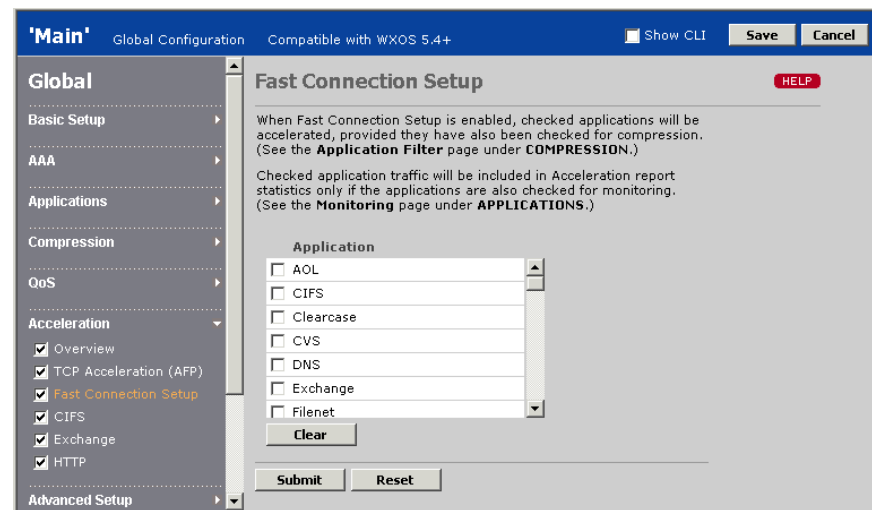 'Main' Global Configuration Compatible with WXOS 5.4+ Show CLI Save Cancel
Global
Basic Setup
AAA
Applications
Compression
QoS
Acceleration
Overview
TCP Acceleration (AFP)
Fast Connection Setup
CIFS
Exchange
HTTP
Advanced Setup
Fast Connection Setup HELP
When Fast Connection Setup is enabled, checked applications will be
accelerated, provided they have also been checked for compression.
(See the Application Filter page under COMPRESSION.)
Checked application traffic will be included in Acceleration report
statistics only if the applications are also checked for monitoring.
(See the Monitoring page under APPLICATIONS.)
Application
AOL
CIFS
Clearcase
CVS
DNS
Exchange
Filenet
Clear
Submit Reset